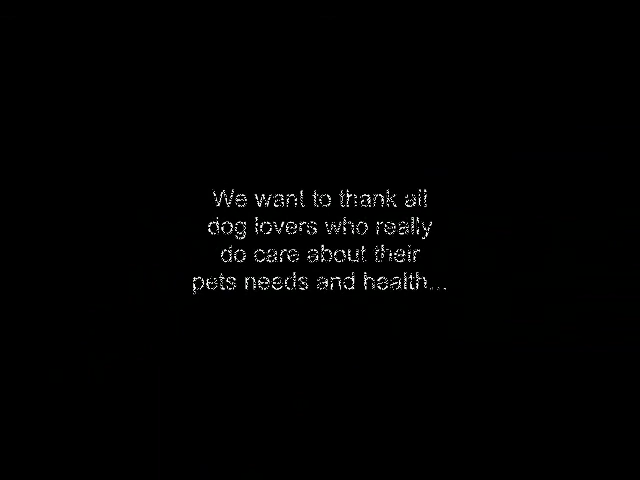 We want to thank all
dog lovers who really
do care about their
pets needs and health...